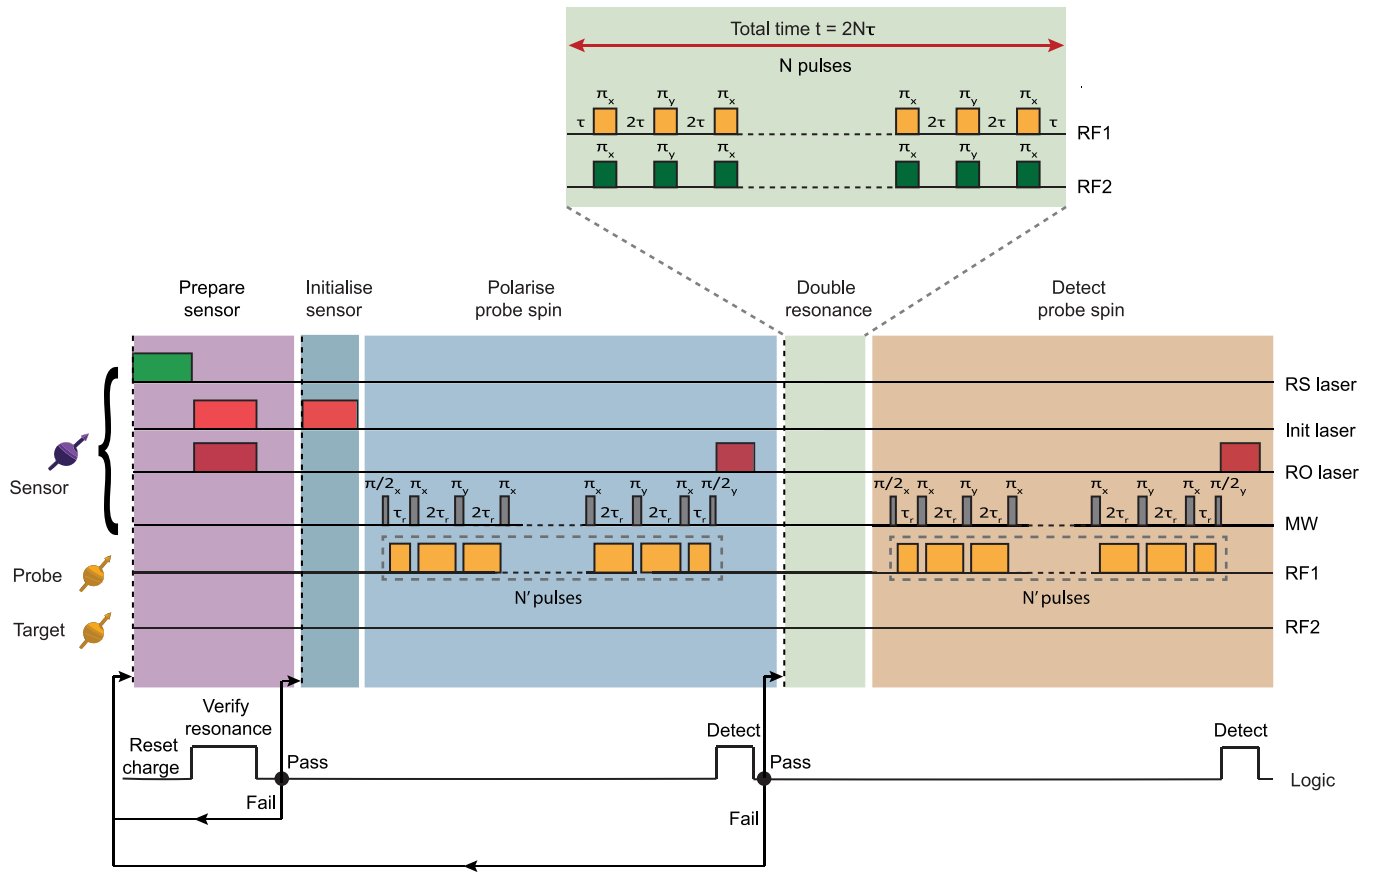 Total time t = 2Nτ
N pulses
πx πy πx πx πy πx
τ 2τ 2τ 2τ 2τ τ RF1
πx πy πx πx πy πx
RF2
Prepare sensor
Initialise sensor
Polarise probe spin
Double resonance
Detect probe spin
RS laser
Init laser
RO laser
Sensor
π/2x πx πy πx πx πy πx π/2y
τr 2τr 2τr 2τr 2τr τr
π/2x πx πy πx πx πy πx π/2y
τr 2τr 2τr 2τr 2τr τr
MW
Probe
RF1
N' pulses
N' pulses
Target
RF2
Verify resonance
Reset charge
Pass
Fail
Detect
Pass
Fail
Detect
Logic